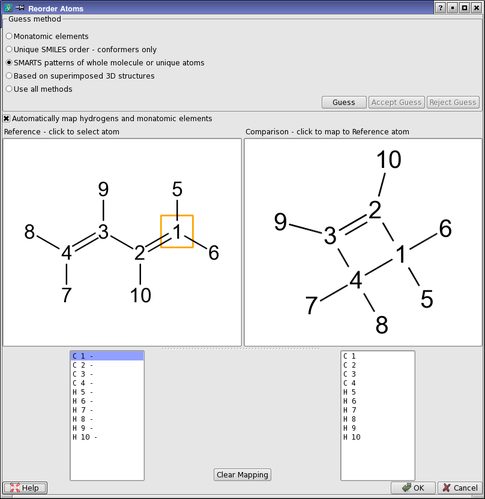 Reorder Atoms
Guess method
Monatomic elements
Unique SMILES order - conformers only
SMARTS patterns of whole molecule or unique atoms
Based on superimposed 3D structures
Use all methods
Guess Accept Guess Reject Guess
Automatically map hydrogens and monatomic elements
Reference - click to select atom
9 5
8 3 1
4 2 6
7 10
Comparison - click to map to Reference atom
10
2
9 3 6
1
4
7 5
8
C 1 -
C 2 -
C 3 -
C 4 -
H 5 -
H 6 -
H 7 -
H 8 -
H 9 -
H 10 -
C 1
C 2
C 3
C 4
H 5
H 6
H 7
H 8
H 9
H 10
Clear Mapping
Help OK Cancel